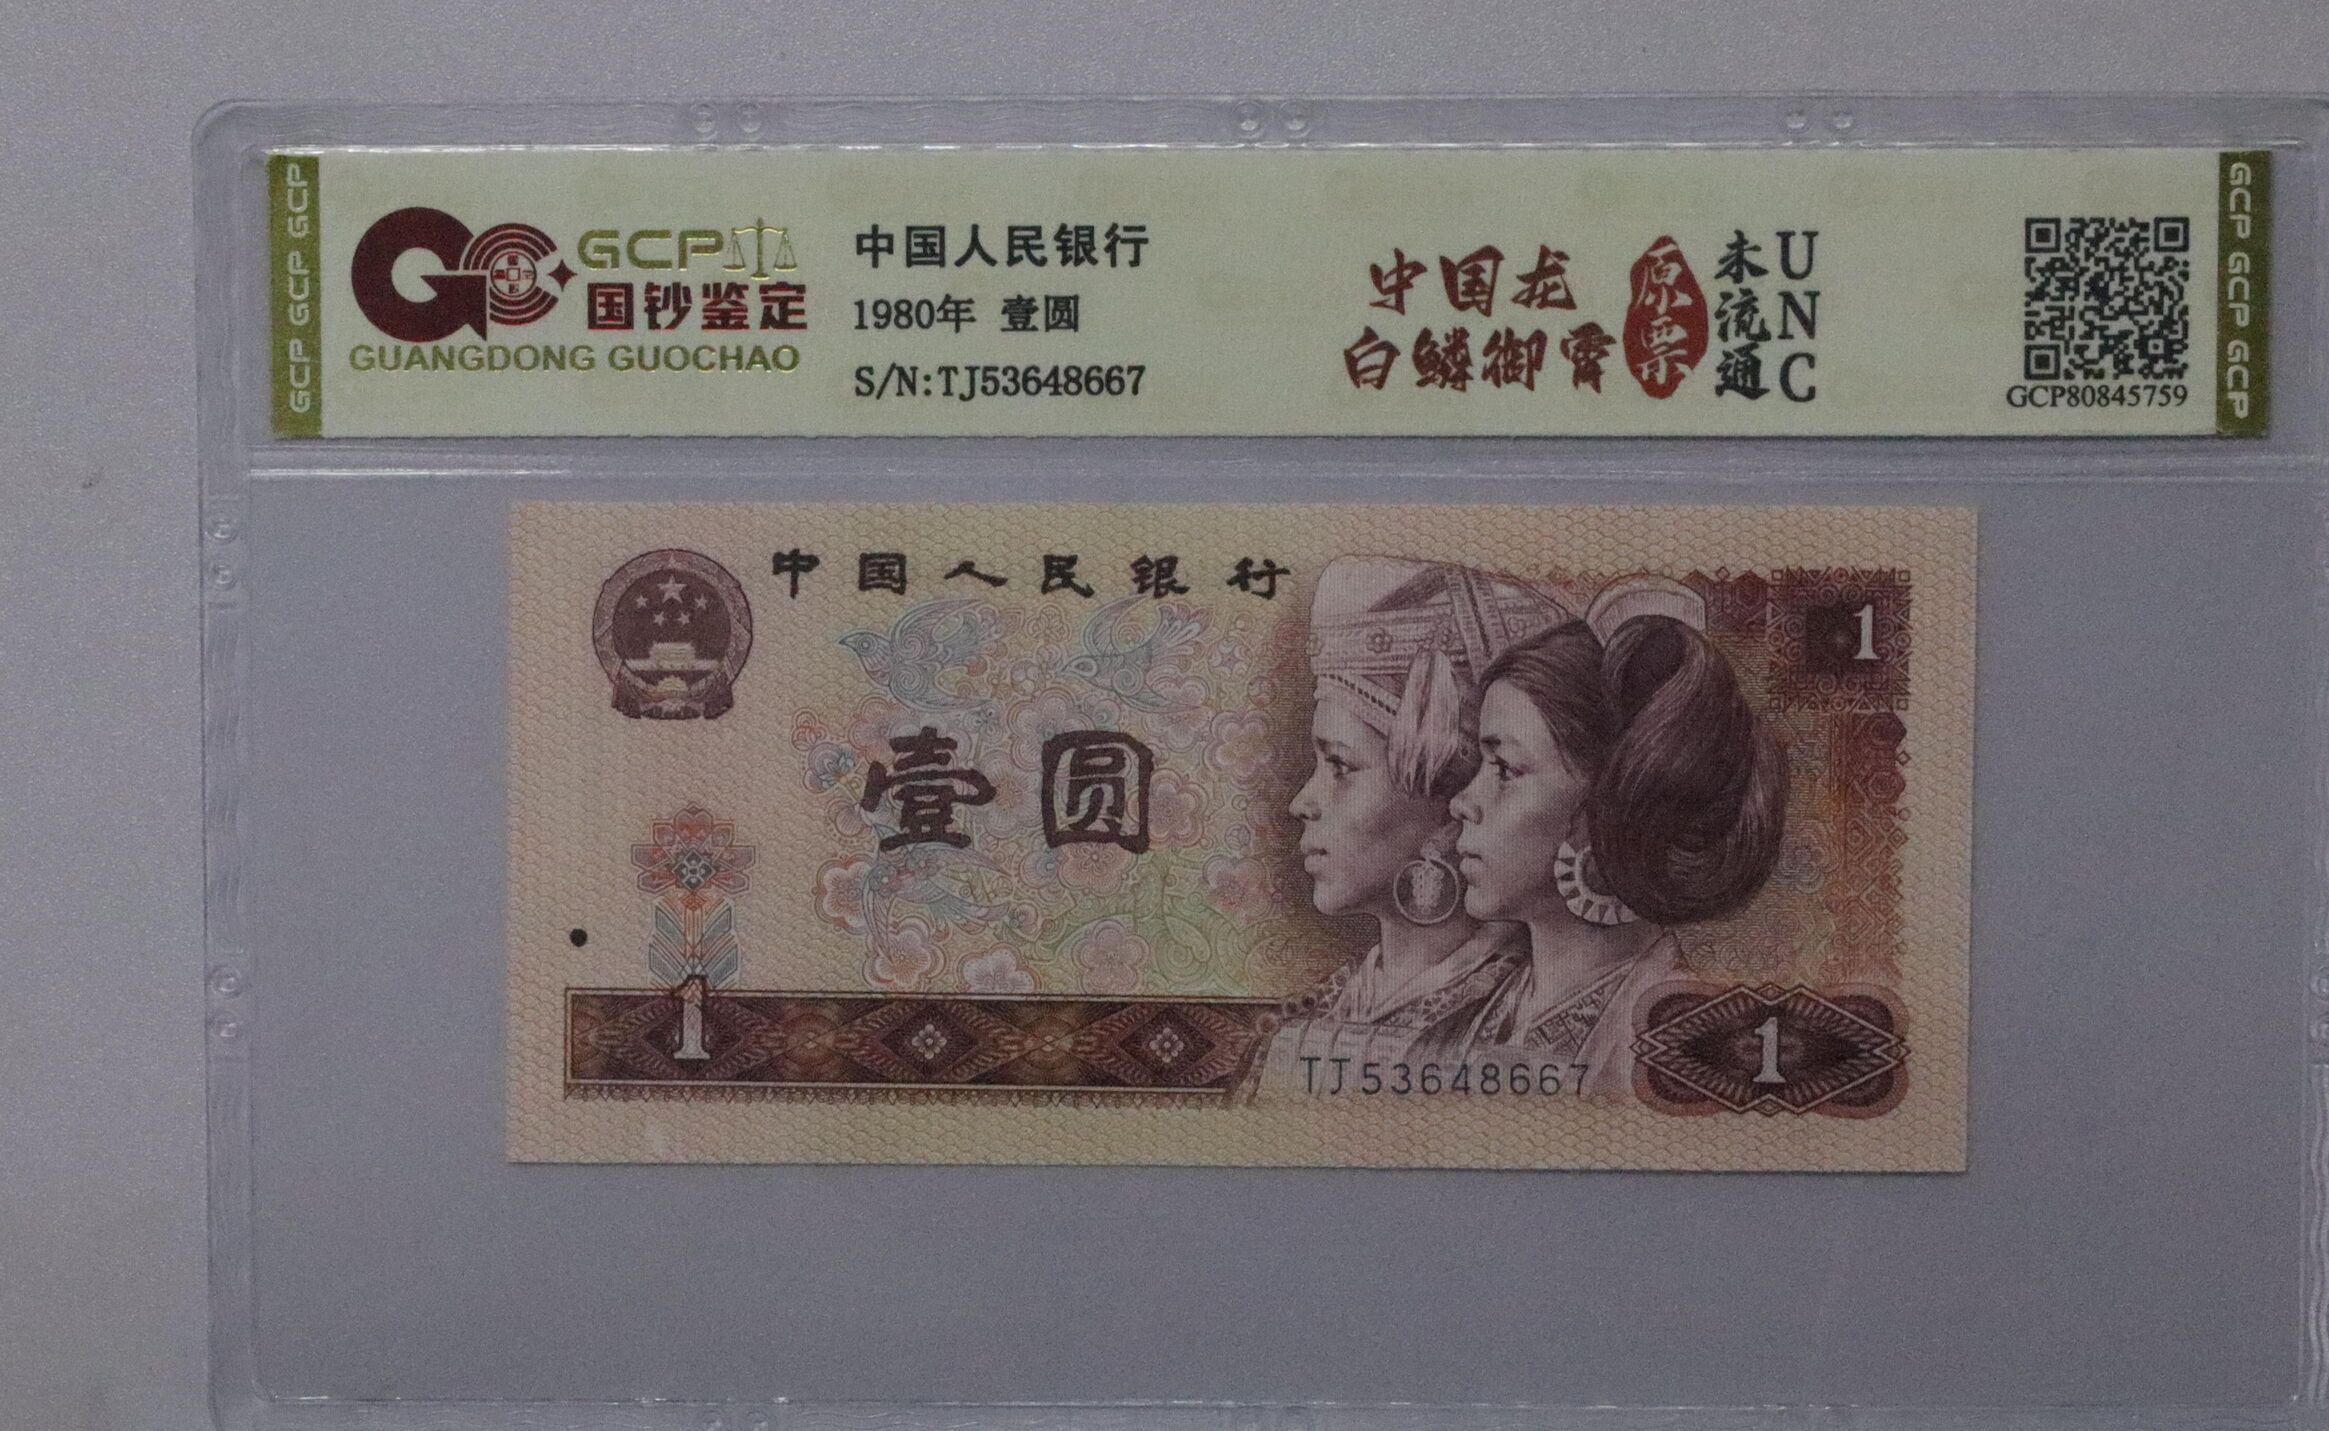 GCP GCP GCP
GCP
国钞鉴定
GUANGDONG GUOCHAO
中国人民银行
1980年 壹圆
S/N:TJ53648667
中国龙
白鳞御霄
原票
未流通
UNC
GCP80845759
GCP GCP GCP
中国人民银行
1
壹圆
1
1
TJ53648667